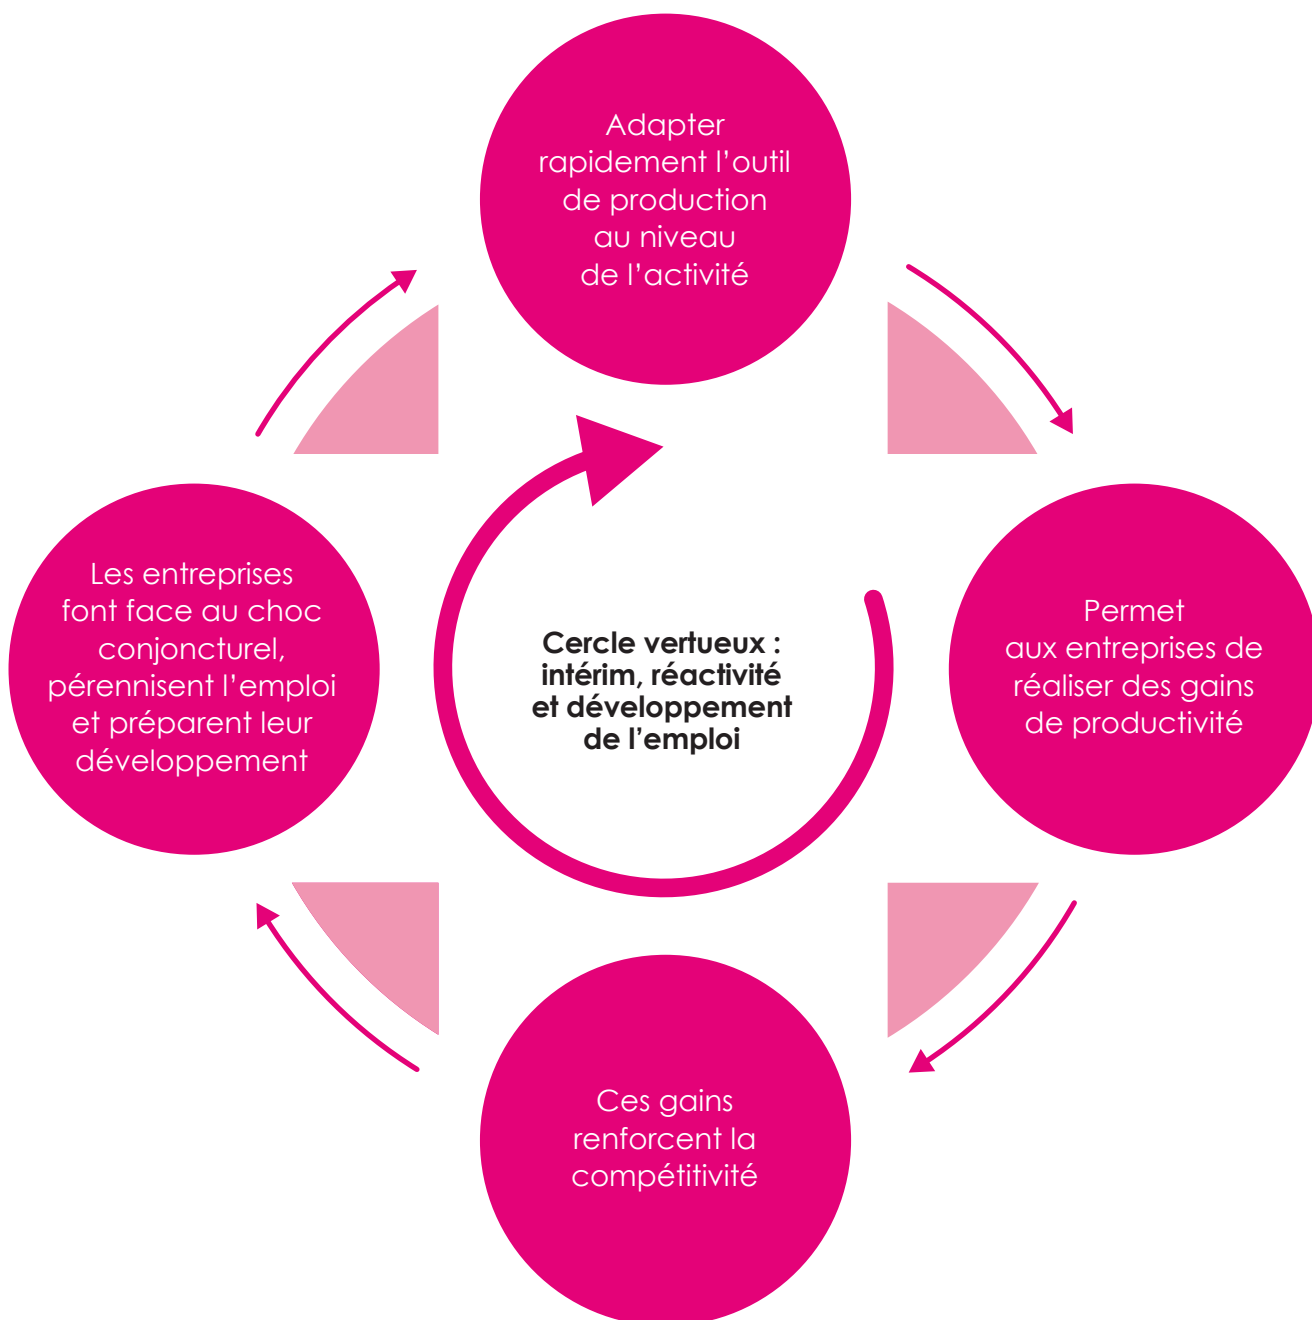 Adapter
rapidement l’outil
de production
au niveau
de l’activité
Les entreprises
font face au choc
conjoncturel,
pérennisent l’emploi
et préparent leur
développement
Cercle vertueux :
intérim, réactivité
et développement
de l’emploi
Permet
aux entreprises de
réaliser des gains
de productivité
Ces gains
renforcent la
compétitivité